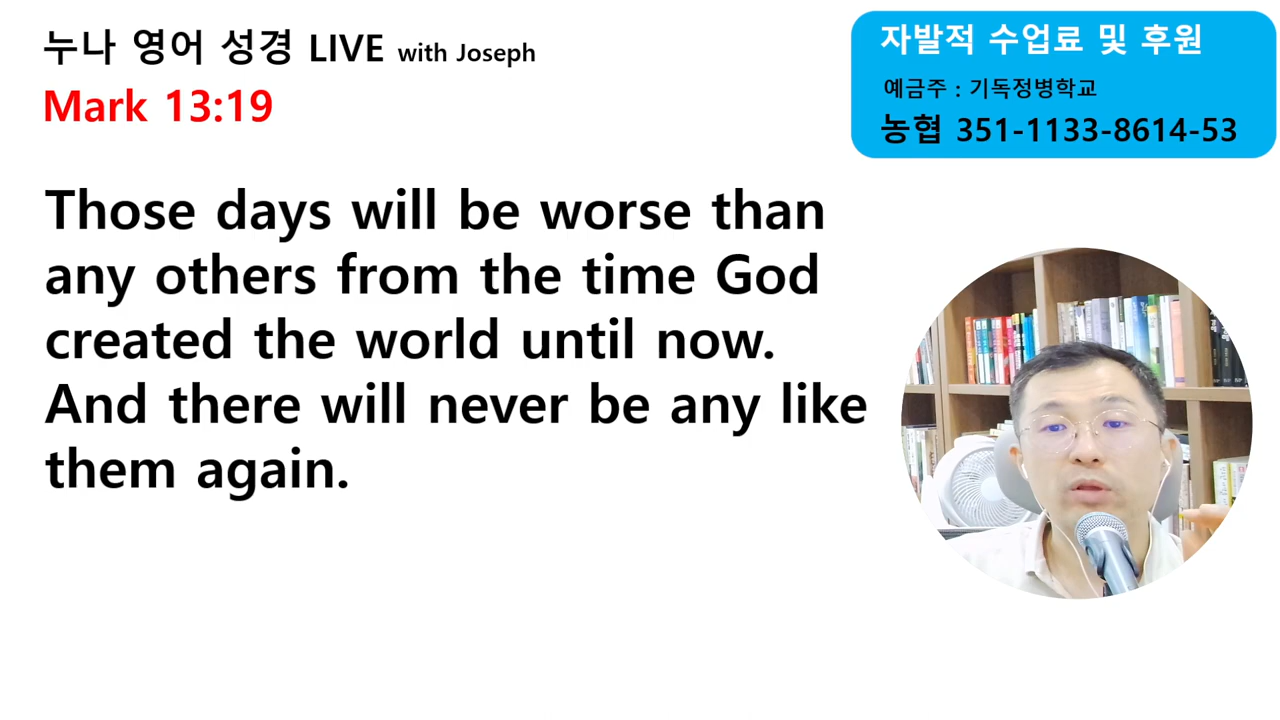 누나 영어 성경 LIVE with Joseph
Mark 13:19
자발적 수업료 및 후원
예금주 : 기독정병학교
농협 351-1133-8614-53
Those days will be worse than
any others from the time God
created the world until now.
And there will never be any like
them again.